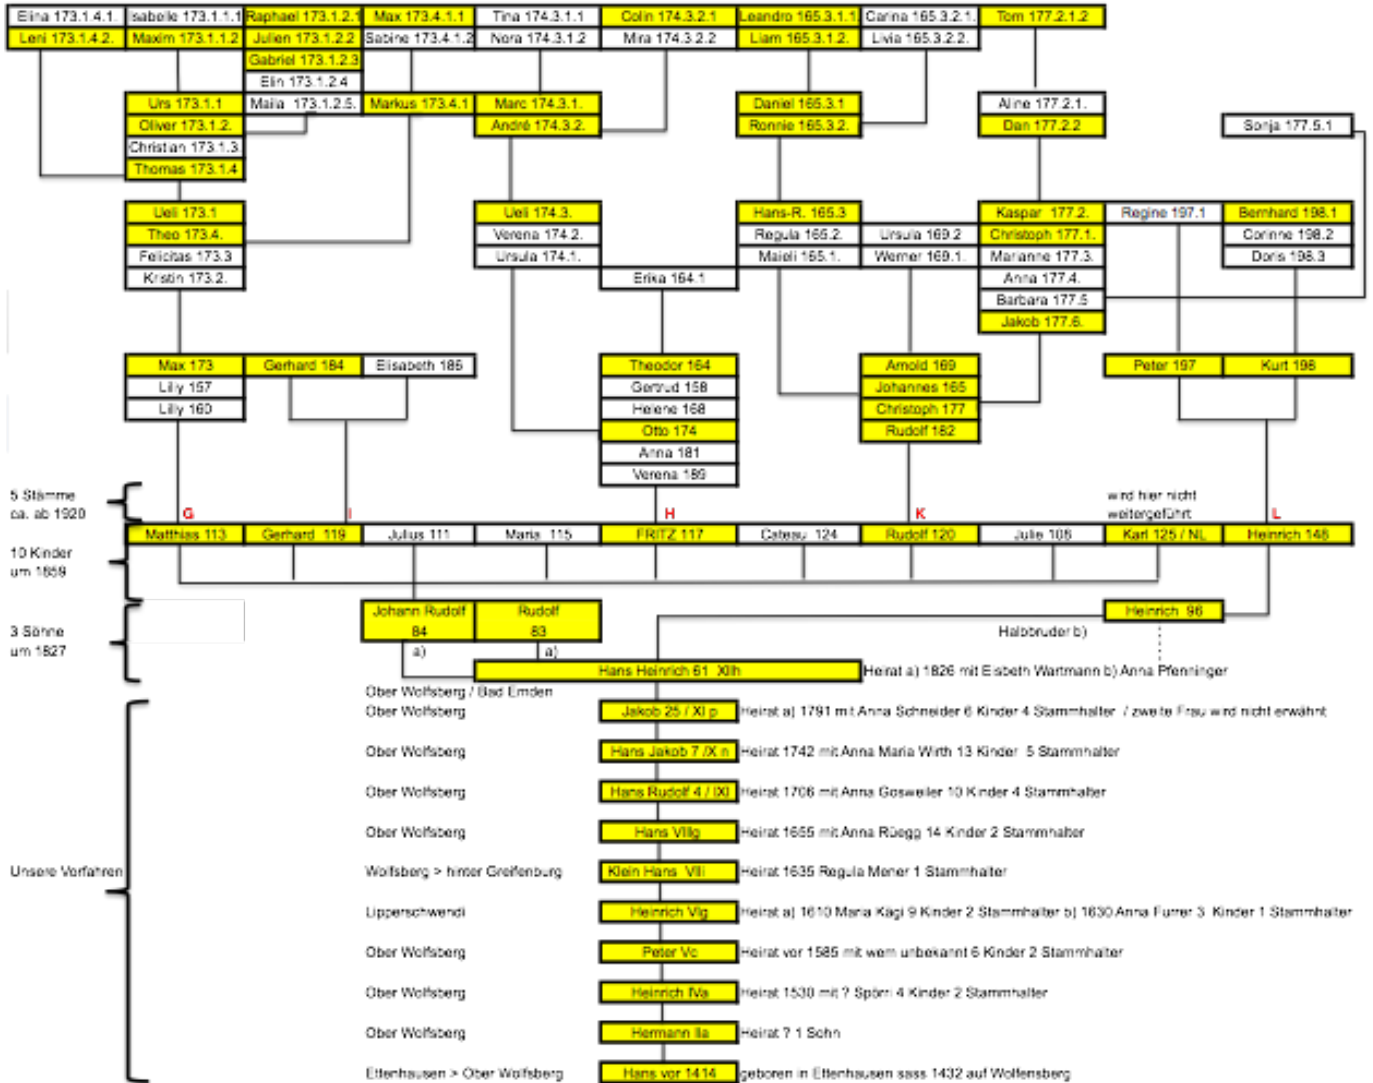 Elina 173.1.4.1. Isabelle 173.1.1.1 Raphael 173.1.2.1 Max 173.4.1.1 Tina 174.3.1.1 Colin 174.3.2.1 Leandro 165.3.1.1 Carina 165.3.2.1. Tom 177.2.1.2
Leni 173.1.4.2. Maxim 173.1.1.2 Julien 173.1.2.2 Sabine 173.4.1.2 Nora 174.3.1.2 Mira 174.3.2.2 Liam 165.3.1.2. Livia 165.3.2.2.
Gabriel 173.1.2.3
Elin 173.1.2.4
Urs 173.1.1 Maila 173.1.2.5. Markus 173.4.1 Marc 174.3.1. Daniel 165.3.1 Aline 177.2.1.
Oliver 173.1.2. André 174.3.2. Ronnie 165.3.2. Dan 177.2.2 Sonja 177.5.1
Christian 173.1.3.
Thomas 173.1.4
Ueli 173.1 Ueli 174.3. Hans-R. 165.3 Kaspar 177.2. Regine 197.1 Bernhard 198.1
Theo 173.4. Verena 174.2. Regula 165.2. Ursula 169.2 Christoph 177.1. Corinne 198.2
Felicitas 173.3 Ursula 174.1. Maieli 165.1. Werner 169.1. Marianne 177.3. Doris 198.3
Kristin 173.2. Erika 164.1 Anna 177.4.
Barbara 177.5
Jakob 177.6.
Max 173 Gerhard 184 Elisabeth 185 Theodor 164 Arnold 169 Peter 197 Kurt 198
Lilly 157 Gertrud 158 Johannes 165
Lilly 160 Helene 168 Christoph 177
Otto 174 Rudolf 182
Anna 181
Verena 189
5 Stämme wird hier nicht
ca. ab 1920 G I H K weitergeführt L
Matthias 113 Gerhard 119 Julius 111 Maria 115 FRITZ 117 Cateau 124 Rudolf 120 Julie 108 Karl 125 / NL Heinrich 148
10 Kinder
um 1859
Johann Rudolf Rudolf Heinrich 96
84 83
3 Söhne Halbbruder b)
um 1827 a) a)
Hans Heinrich 61 XIIh Heirat a) 1826 mit Elsbeth Wartmann b) Anna Pfenninger
Ober Wolfsberg / Bad Emden
Ober Wolfsberg Jakob 25 / XI p Heirat a) 1791 mit Anna Schneider 6 Kinder 4 Stammhalter / zweite Frau wird nicht erwähnt
Ober Wolfsberg Hans Jakob 7 /X n Heirat 1742 mit Anna Maria Wirth 13 Kinder 5 Stammhalter
Ober Wolfsberg Hans Rudolf 4 / IXl Heirat 1706 mit Anna Gosweiler 10 Kinder 4 Stammhalter
Ober Wolfsberg Hans VIIIg Heirat 1655 mit Anna Rüegg 14 Kinder 2 Stammhalter
Unsere Vorfahren Wolfsberg > hinter Greifenburg Klein Hans VIIi Heirat 1635 Regula Mener 1 Stammhalter
Lipperschwendi Heinrich VIg Heirat a) 1610 Maria Kägi 9 Kinder 2 Stammhalter b) 1630 Anna Furrer 3 Kinder 1 Stammhalter
Ober Wolfsberg Peter Vc Heirat vor 1585 mit wem unbekannt 6 Kinder 2 Stammhalter
Ober Wolfsberg Heinrich IVa Heirat 1530 mit ? Spörri 4 Kinder 2 Stammhalter
Ober Wolfsberg Hermann IIa Heirat ? 1 Sohn
Ettenhausen > Ober Wolfsberg Hans vor 1414 geboren in Ettenhausen sass 1432 auf Wolfensberg